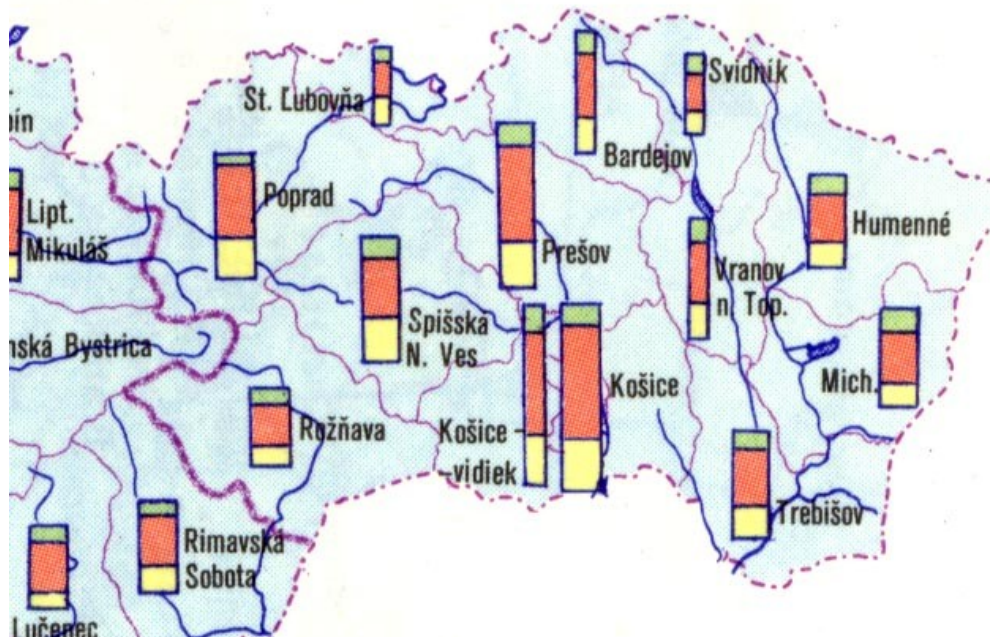 St. Ľubovňa
Svidník
Bardejov
Poprad
Lipt.
Mikuláš
Prešov
Humenné
Vranov
n. Top.
Spišská
N. Ves
nská Bystrica
Mich.
Košice
Košice –
–vidiek
Rožňava
Trebišov
Rimavská
Sobota
Lučenec